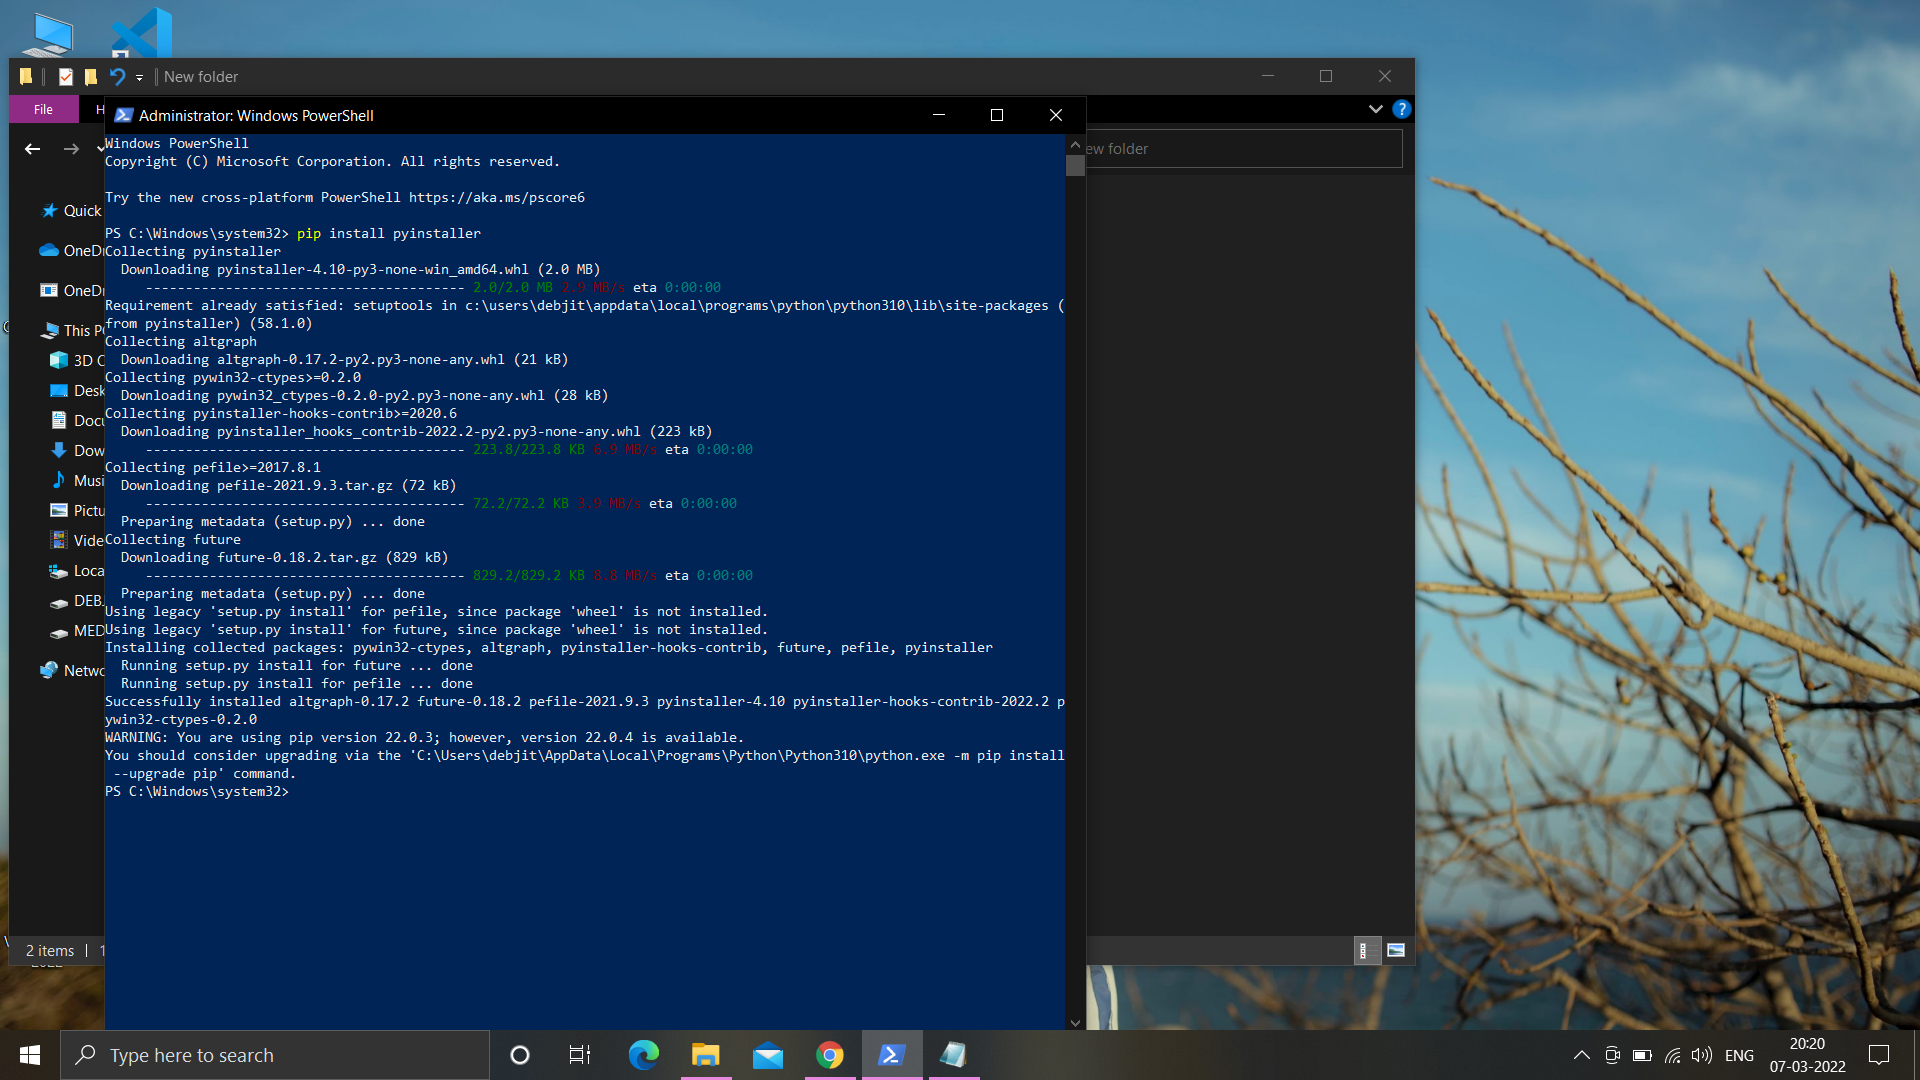 New folder
File
H
Administrator: Windows PowerShell
ew folder
Windows PowerShell
Copyright (C) Microsoft Corporation. All rights reserved.
Try the new cross-platform PowerShell https://aka.ms/pscore6
PS C:\Windows\system32> pip install pyinstaller
Collecting pyinstaller
Downloading pyinstaller-4.10-py3-none-win_amd64.whl (2.0 MB)
---------------------------------------- 2.0/2.0 MB 2.9 MB/s eta 0:00:00
Requirement already satisfied: setuptools in c:\users\debjit\appdata\local\programs\python\python310\lib\site-packages (
from pyinstaller) (58.1.0)
Collecting altgraph
Downloading altgraph-0.17.2-py2.py3-none-any.whl (21 kB)
Collecting pywin32-ctypes>=0.2.0
Downloading pywin32_ctypes-0.2.0-py2.py3-none-any.whl (28 kB)
Collecting pyinstaller-hooks-contrib>=2020.6
Downloading pyinstaller_hooks_contrib-2022.2-py2.py3-none-any.whl (223 kB)
---------------------------------------- 223.8/223.8 KB 6.9 MB/s eta 0:00:00
Collecting pefile>=2017.8.1
Downloading pefile-2021.9.3.tar.gz (72 kB)
---------------------------------------- 72.2/72.2 KB 3.9 MB/s eta 0:00:00
Preparing metadata (setup.py) ... done
Collecting future
Downloading future-0.18.2.tar.gz (829 kB)
---------------------------------------- 829.2/829.2 KB 8.8 MB/s eta 0:00:00
Preparing metadata (setup.py) ... done
Using legacy 'setup.py install' for pefile, since package 'wheel' is not installed.
Using legacy 'setup.py install' for future, since package 'wheel' is not installed.
Installing collected packages: pywin32-ctypes, altgraph, pyinstaller-hooks-contrib, future, pefile, pyinstaller
Running setup.py install for future ... done
Running setup.py install for pefile ... done
Successfully installed altgraph-0.17.2 future-0.18.2 pefile-2021.9.3 pyinstaller-4.10 pyinstaller-hooks-contrib-2022.2 p
ywin32-ctypes-0.2.0
WARNING: You are using pip version 22.0.3; however, version 22.0.4 is available.
You should consider upgrading via the 'C:\Users\debjit\AppData\Local\Programs\Python\Python310\python.exe -m pip install
--upgrade pip' command.
PS C:\Windows\system32>
Quick
OneDr
OneDr
This P
3D O
Desk
Docu
Dow
Musi
Pictu
Vide
Loca
DEB
MED
Netwo
2 items
1
2022
Type here to search
ENG
20:20
07-03-2022